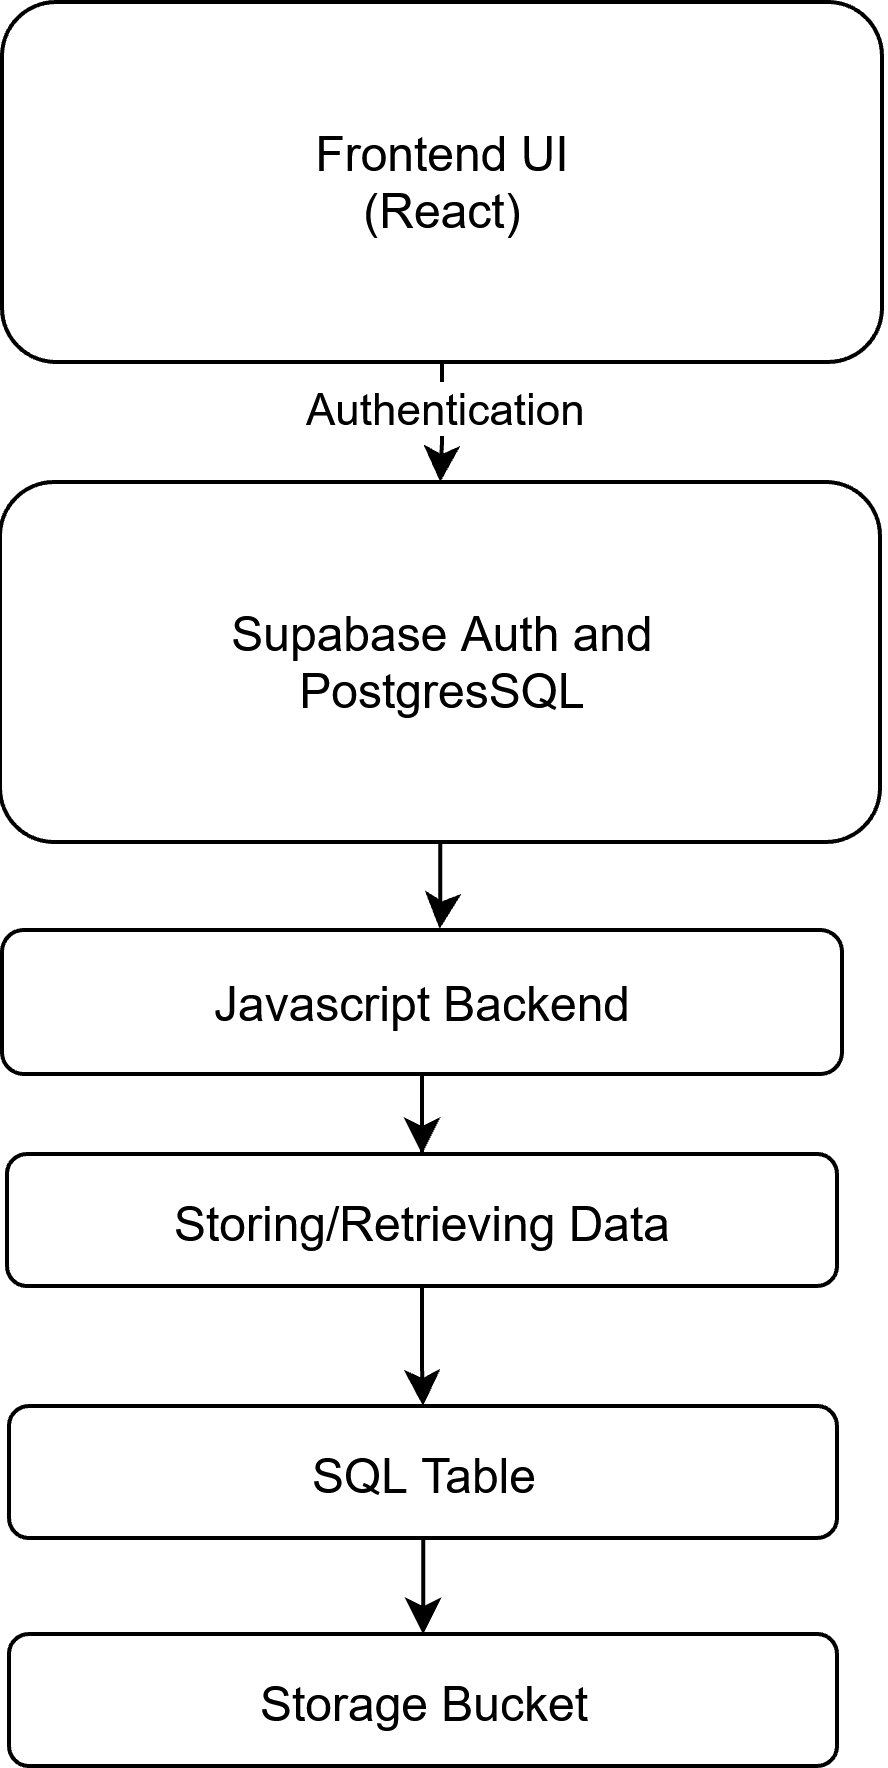 Frontend UI
(React)
Authentication
Supabase Auth and
PostgresSQL
Javascript Backend
Storing/Retrieving Data
SQL Table
Storage Bucket